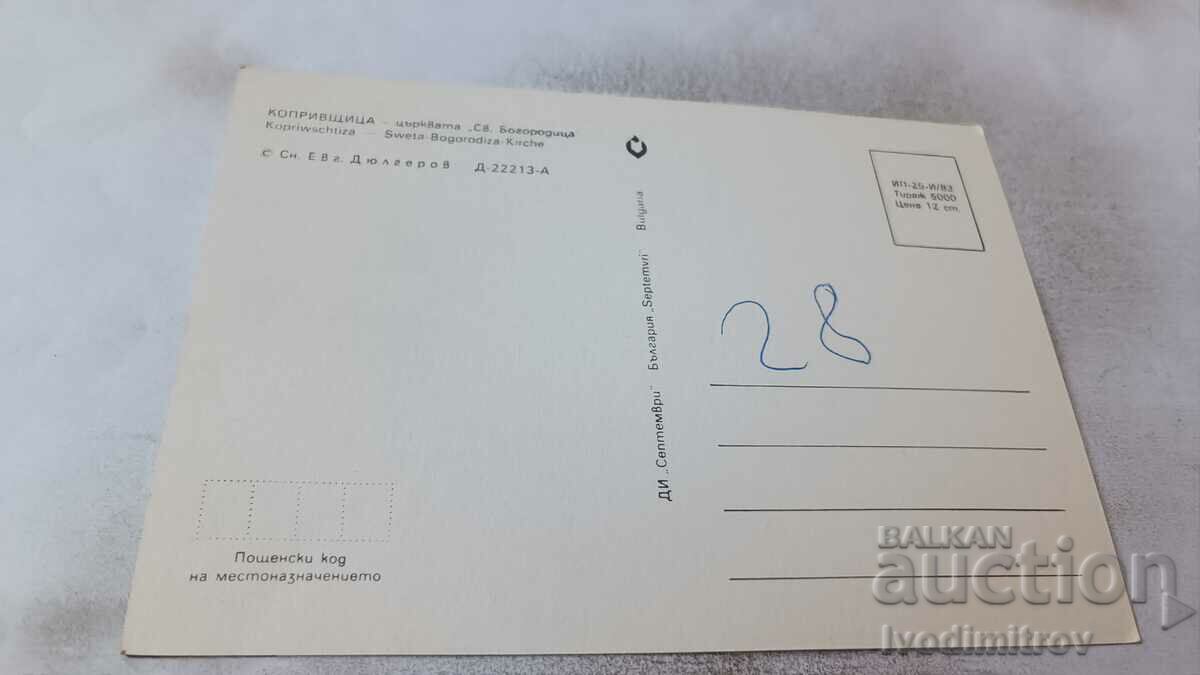 КОПРИВЩИЦА – църквата „Св. Богородица
Kopriwschtiza — Sweta-Bogorodiza-Kirche
© Сн. Евг. Дюлгеров Д-22213-А
ДИ „Септември" България „Septemvri" Bulgaria
ИП-25-И/83
Тираж 5000
Цена 12 ст.
28
Пощенски код
на местоназначението
BALKAN
auction
Ivodimitrov